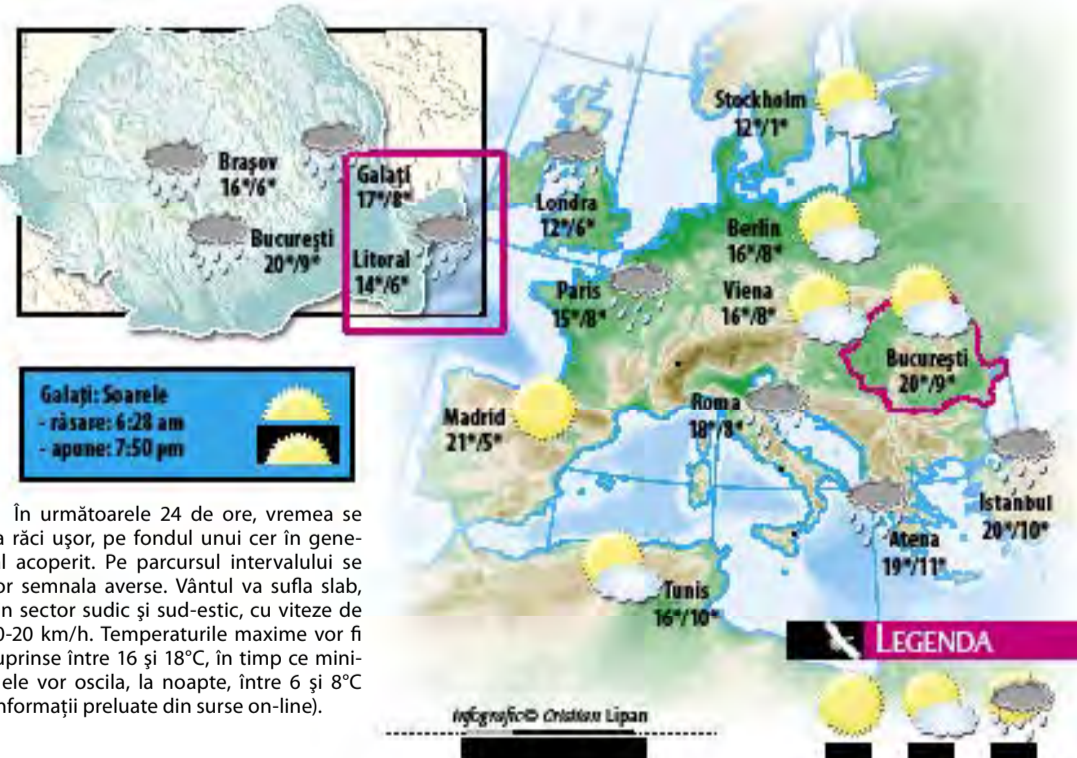 Braşov
16°/6°
Galaţi
17°/8°
Bucureşti
20°/9°
Litoral
14°/6°
Stockholm
12°/1°
Londra
12°/6°
Berlin
16°/8°
Paris
15°/8°
Viena
16°/8°
Bucureşti
20°/9°
Madrid
21°/5°
Roma
18°/8°
Istanbul
20°/10°
Atena
19°/11°
Tunis
16°/10°
Galaţi: Soarele
- răsare: 6:28 am
- apune: 7:50 pm
În următoarele 24 de ore, vremea se
a răci uşor, pe fondul unui cer în gene-
l acoperit. Pe parcursul intervalului se
or semnala averse. Vântul va sufla slab,
n sector sudic şi sud-estic, cu viteze de
0-20 km/h. Temperaturile maxime vor fi
uprinse între 16 şi 18°C, în timp ce mini-
ele vor oscila, la noapte, între 6 şi 8°C
nformaţii preluate din surse on-line).
LEGENDA
Infografic© Cristian Lipan